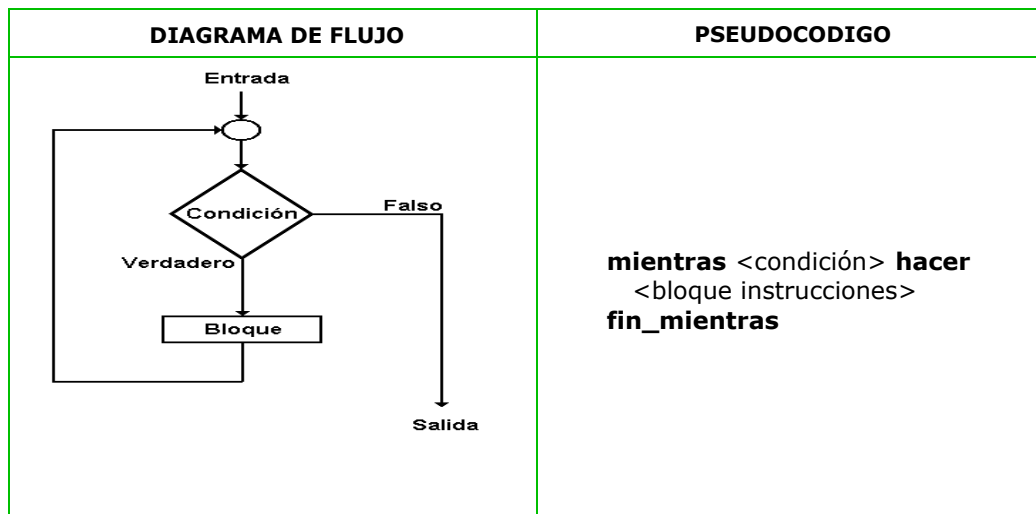 DIAGRAMA DE FLUJO
PSEUDOCODIGO
Entrada
Condición
Falso
Verdadero
Bloque
Salida
mientras <condición> hacer
<bloque instrucciones>
fin_mientras